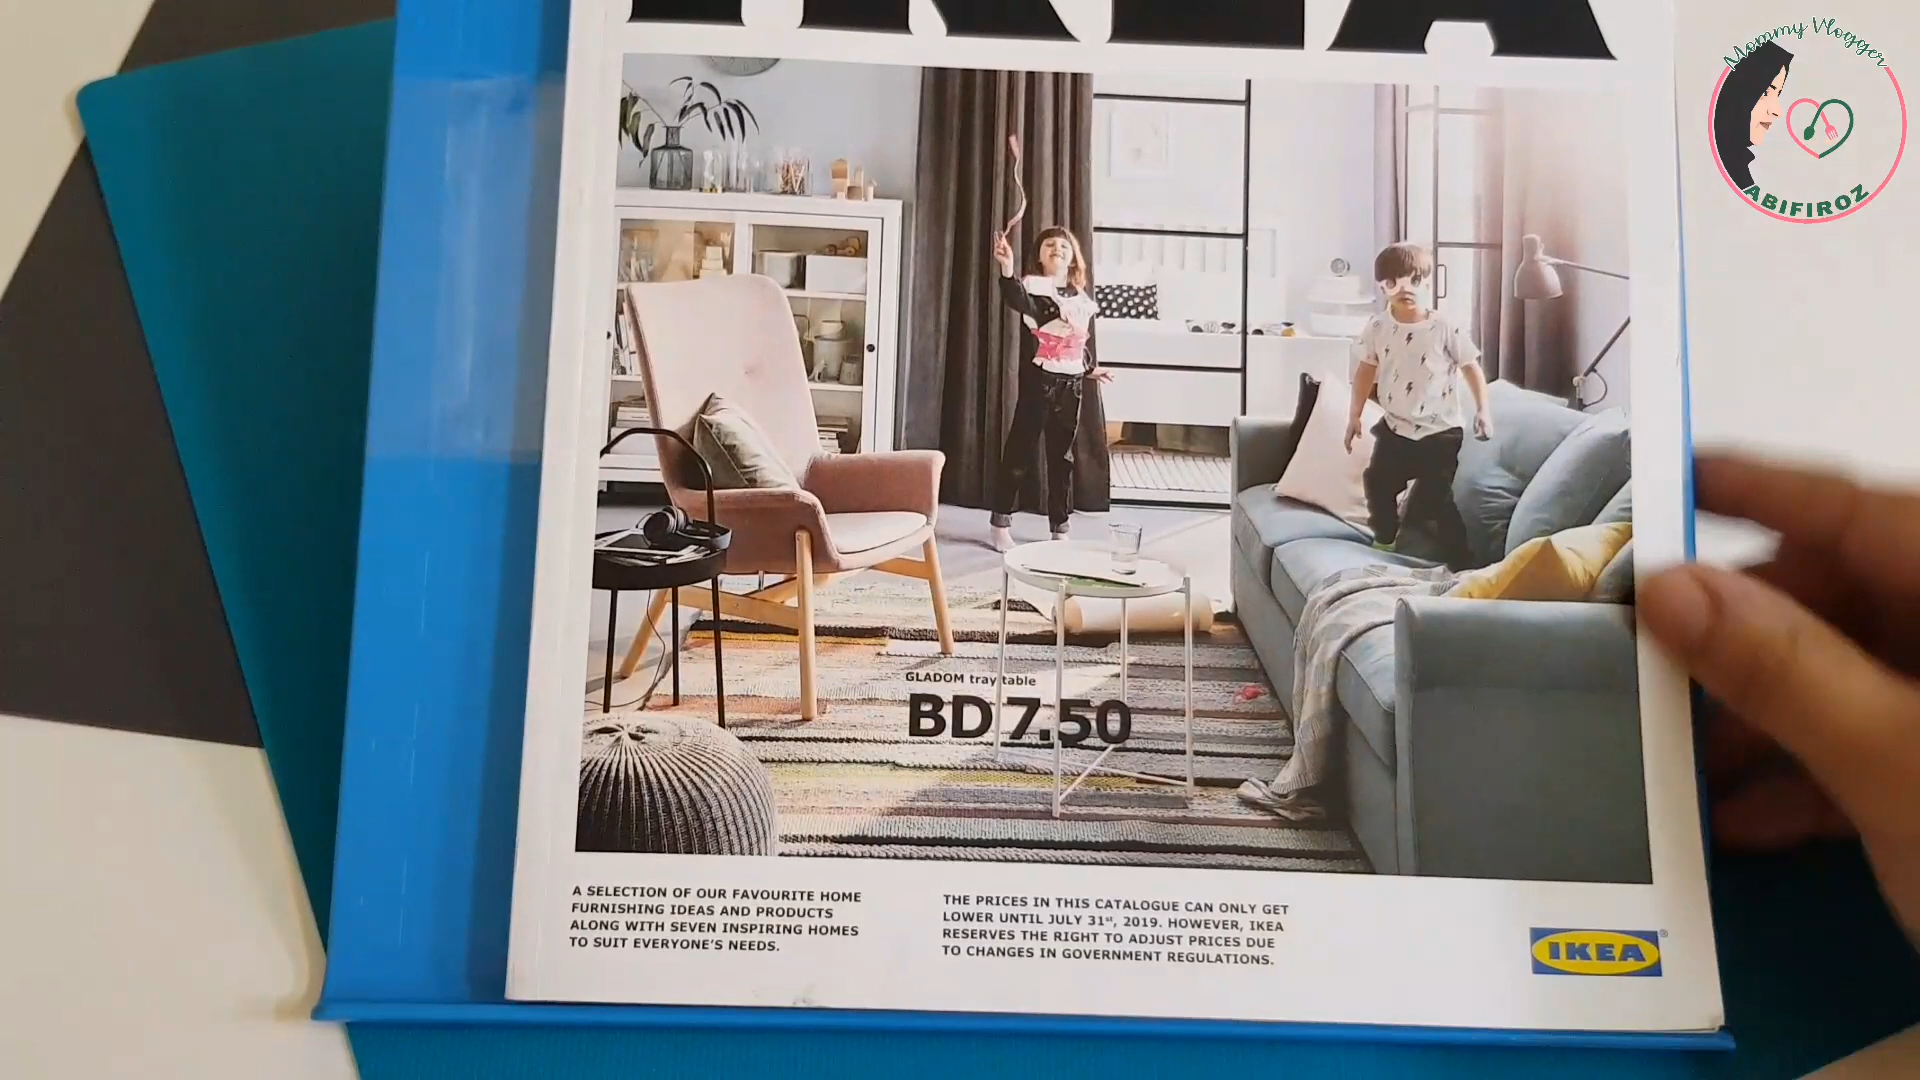 IKEA
Mommy Vlogger
ABIFIROZ
GLADOM tray table
BD 7.50
A SELECTION OF OUR FAVOURITE HOME
FURNISHING IDEAS AND PRODUCTS
ALONG WITH SEVEN INSPIRING HOMES
TO SUIT EVERYONE'S NEEDS.
THE PRICES IN THIS CATALOGUE CAN ONLY GET
LOWER UNTIL JULY 31st, 2019. HOWEVER, IKEA
RESERVES THE RIGHT TO ADJUST PRICES DUE
TO CHANGES IN GOVERNMENT REGULATIONS.
IKEA®